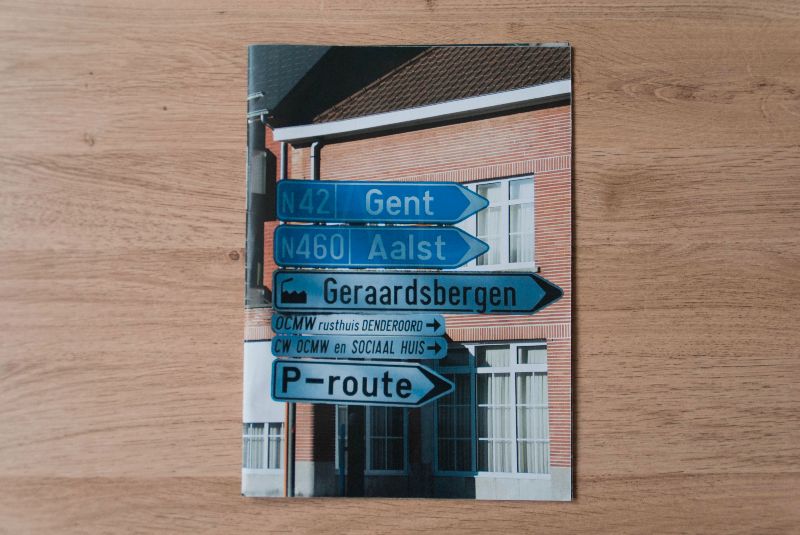 N42 Gent
N460 Aalst
Geraardsbergen
OCMW rusthuis DENDEROORD
CW OCMW en SOCIAAL HUIS
P-route